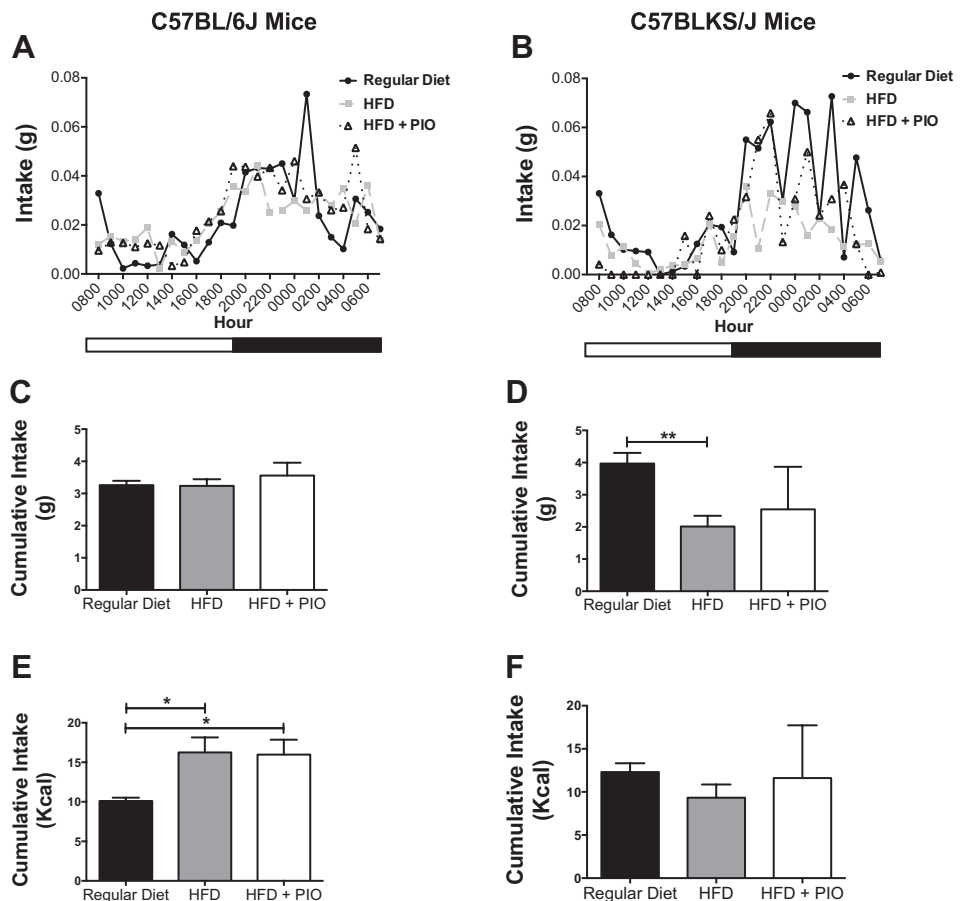 C57BL/6J Mice
C57BLKS/J Mice
A
0.08
0.06
0.04
0.02
0.00
Intake (g)
Regular Diet
HFD
HFD + PIO
0800
1000
1200
1400
1600
1800
2000
2200
0000
0200
0400
0600
Hour
B
0.08
0.06
0.04
0.02
0.00
Intake (g)
Regular Diet
HFD
HFD + PIO
0800
1000
1200
1400
1600
1800
2000
2200
0000
0200
0400
0600
Hour
C
5
4
3
2
1
0
Cumulative Intake
(g)
Regular Diet
HFD
HFD + PIO
D
5
4
3
2
1
0
Cumulative Intake
(g)
**
Regular Diet
HFD
HFD + PIO
E
20
15
10
5
0
Cumulative Intake
(Kcal)
*
*
Regular Diet
HFD
HFD + PIO
F
20
15
10
5
0
Cumulative Intake
(Kcal)
Regular Diet
HFD
HFD + PIO